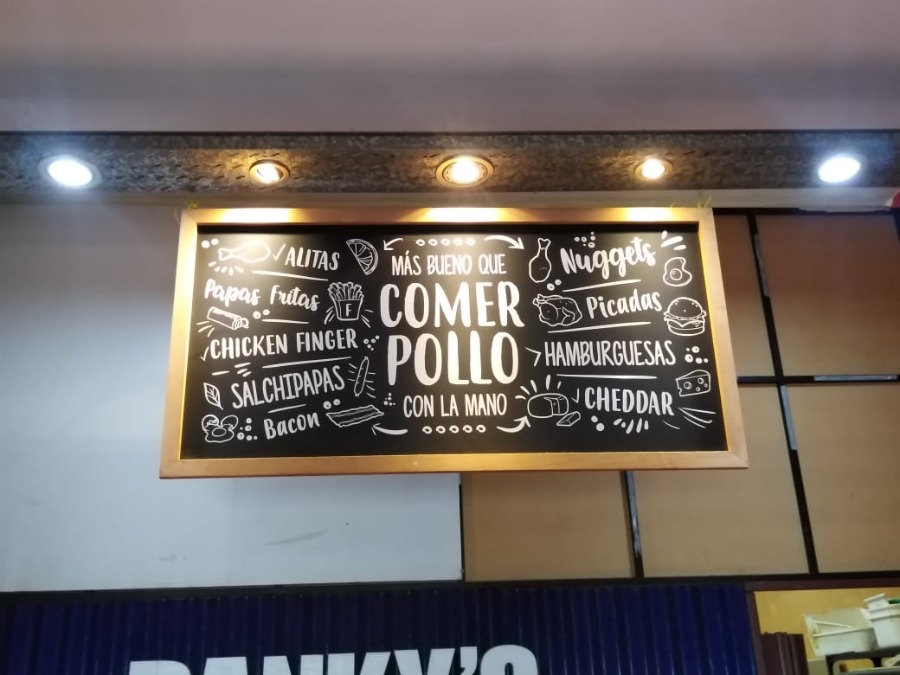 ALITAS
Papas Fritas
F
CHICKEN FINGER
SALCHIPAPAS
Bacon
MÁS BUENO QUE
COMER
POLLO
CON LA MANO
Nuggets
Picadas
HAMBURGUESAS
CHEDDAR